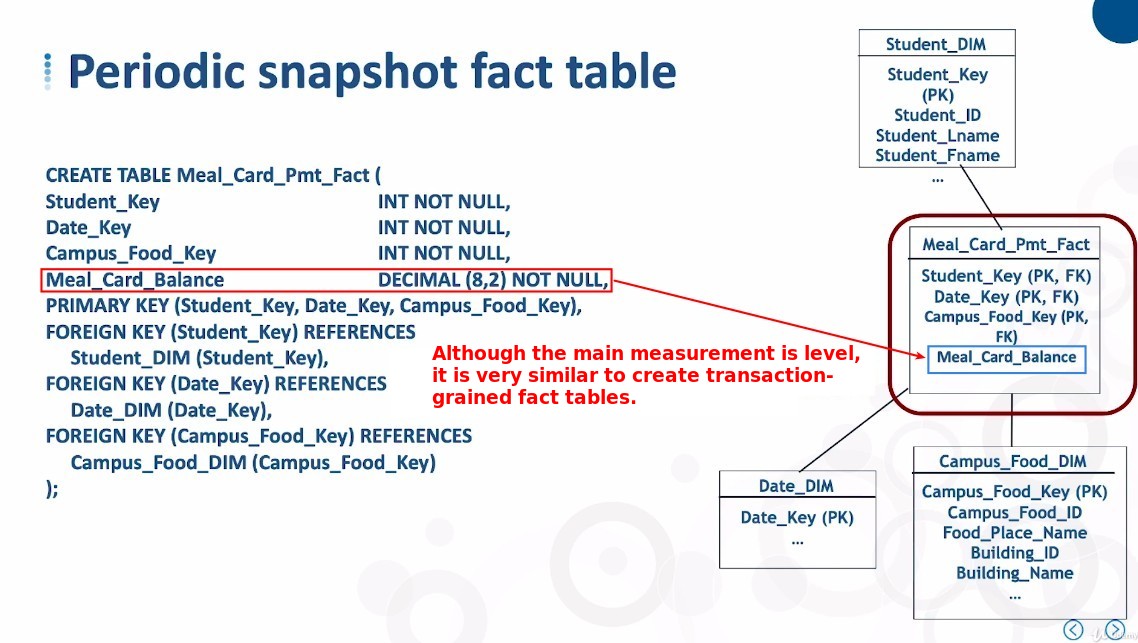 Periodic snapshot fact table
CREATE TABLE Meal_Card_Pmt_Fact (
Student_Key INT NOT NULL,
Date_Key INT NOT NULL,
Campus_Food_Key INT NOT NULL,
Meal_Card_Balance DECIMAL (8,2) NOT NULL,
PRIMARY KEY (Student_Key, Date_Key, Campus_Food_Key),
FOREIGN KEY (Student_Key) REFERENCES
Student_DIM (Student_Key),
FOREIGN KEY (Date_Key) REFERENCES
Date_DIM (Date_Key),
FOREIGN KEY (Campus_Food_Key) REFERENCES
Campus_Food_DIM (Campus_Food_Key)
);
Although the main measurement is level,
it is very similar to create transaction-
grained fact tables.
Student_DIM
Student_Key
(PK)
Student_ID
Student_Lname
Student_Fname
...
Meal_Card_Pmt_Fact
Student_Key (PK, FK)
Date_Key (PK, FK)
Campus_Food_Key (PK,
FK)
Meal_Card_Balance
Date_DIM
Date_Key (PK)
...
Campus_Food_DIM
Campus_Food_Key (PK)
Campus_Food_ID
Food_Place_Name
Building_ID
Building_Name
...